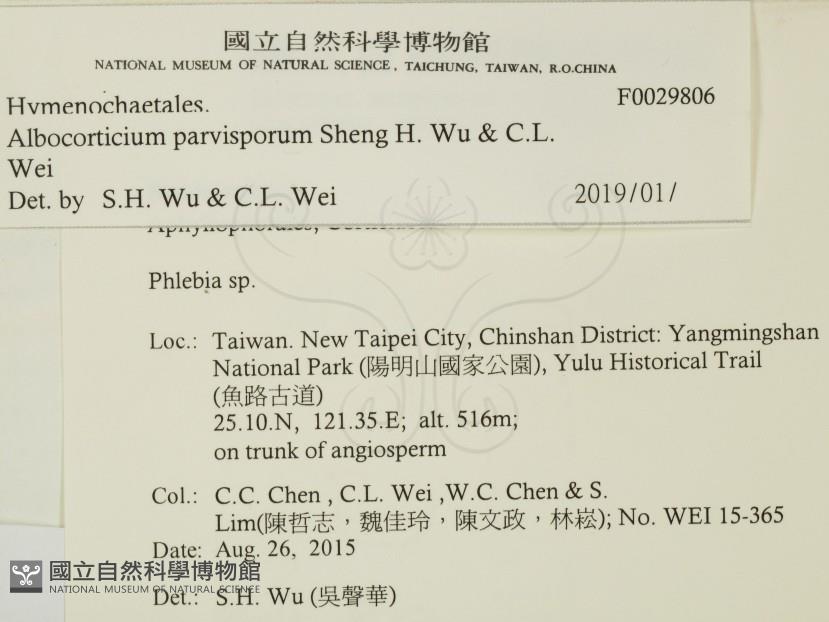 國立自然科學博物館
NATIONAL MUSEUM OF NATURAL SCIENCE, TAICHUNG, TAIWAN, R.O.CHINA
F0029806
Hymenochaetales.
Albocorticium parvisporum Sheng H. Wu & C.L.
Wei
Det. by S.H. Wu & C.L. Wei 2019/01/
Phlebia sp.
Loc.: Taiwan. New Taipei City, Chinshan District: Yangmingshan
National Park (陽明山國家公園), Yulu Historical Trail
(魚路古道)
25.10.N, 121.35.E; alt. 516m;
on trunk of angiosperm
Col.: C.C. Chen , C.L. Wei ,W.C. Chen & S.
Lim(陳哲志，魏佳玲，陳文政，林崧); No. WEI 15-365
Date: Aug. 26, 2015
Det.: S.H. Wu (吳聲華)
國立自然科學博物館
NATIONAL MUSEUM OF NATURAL SCIENCE